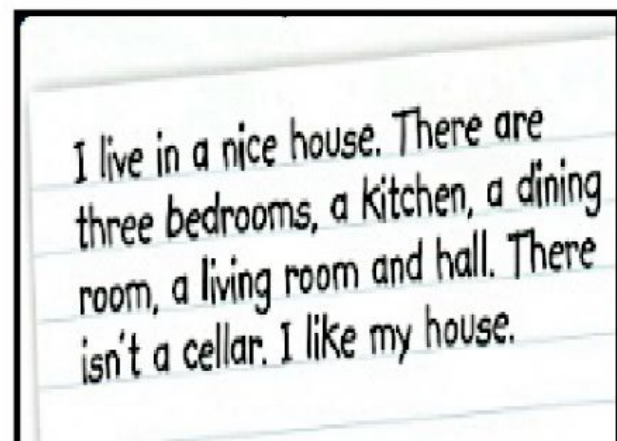 I live in a nice house. There are
three bedrooms, a kitchen, a dining
room, a living room and hall. There
isn't a cellar. I like my house.